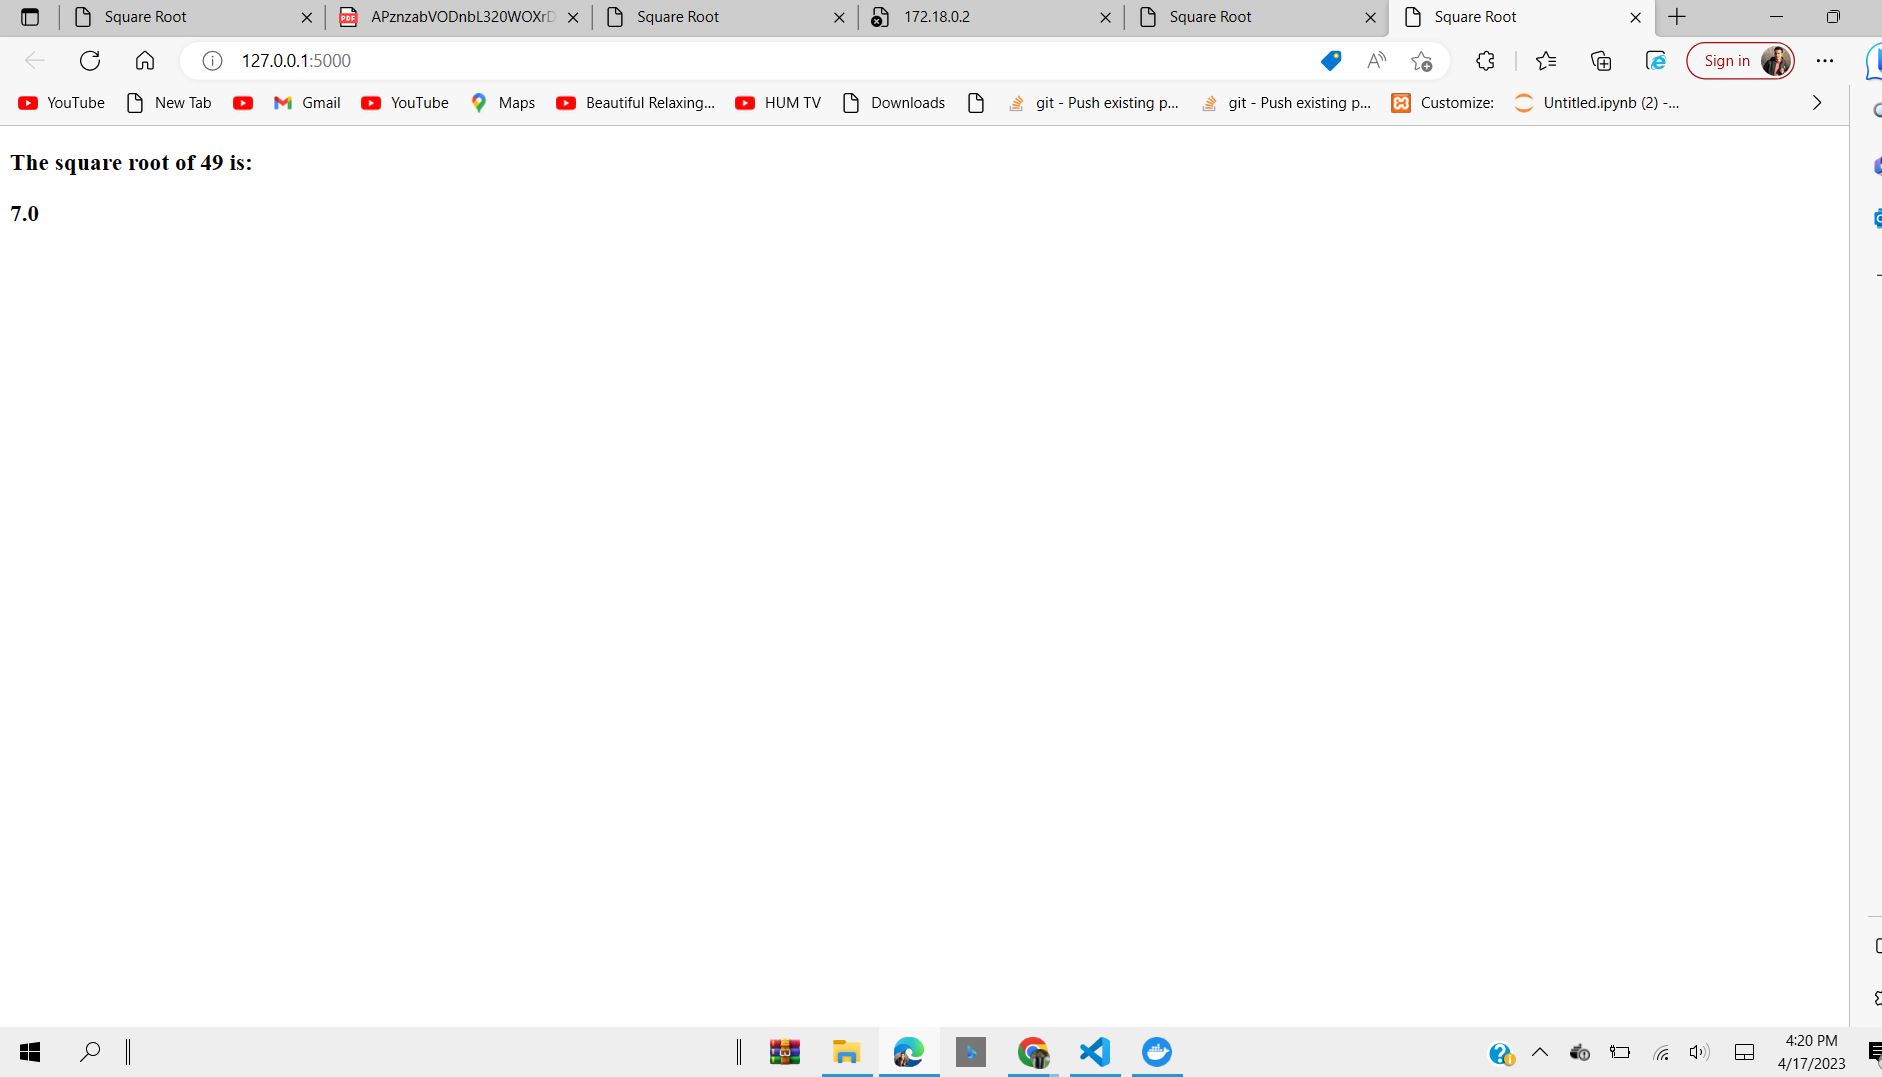 Square Root
APznzabVODnbL320WOXrD
Square Root
172.18.0.2
Square Root
Square Root
127.0.0.1:5000
Sign in
YouTube
New Tab
Gmail
YouTube
Maps
Beautiful Relaxing...
HUM TV
Downloads
git - Push existing p...
git - Push existing p...
Customize:
Untitled.ipynb (2) -...
The square root of 49 is:
7.0
4:20 PM
4/17/2023